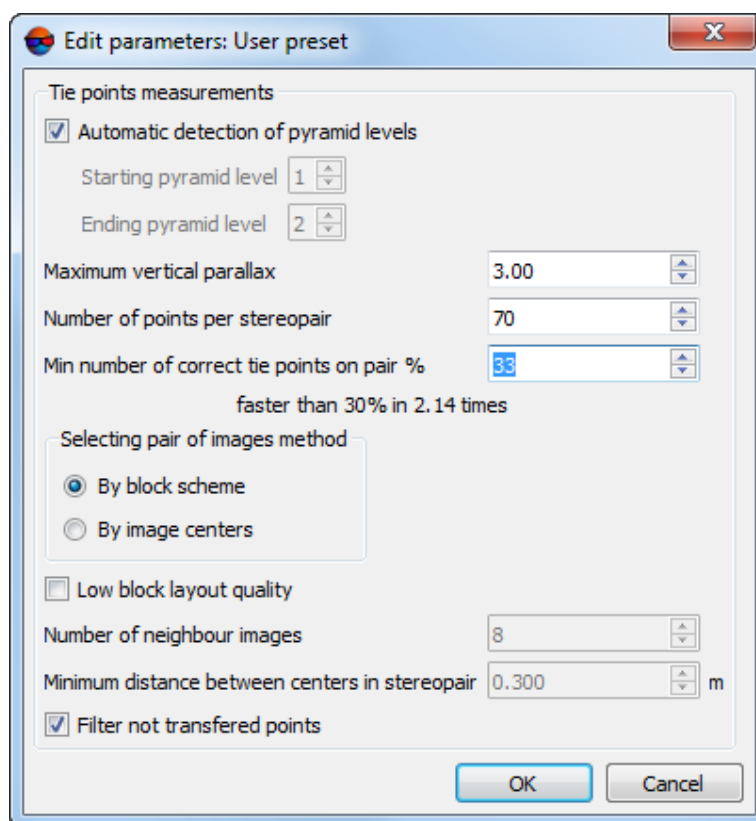 Edit parameters: User preset
Tie points measurements
Automatic detection of pyramid levels
Starting pyramid level 1
Ending pyramid level 2
Maximum vertical parallax 3.00
Number of points per stereopair 70
Min number of correct tie points on pair % 33
faster than 30% in 2.14 times
Selecting pair of images method
By block scheme
By image centers
Low block layout quality
Number of neighbour images 8
Minimum distance between centers in stereopair 0.300 m
Filter not transfered points
OK Cancel